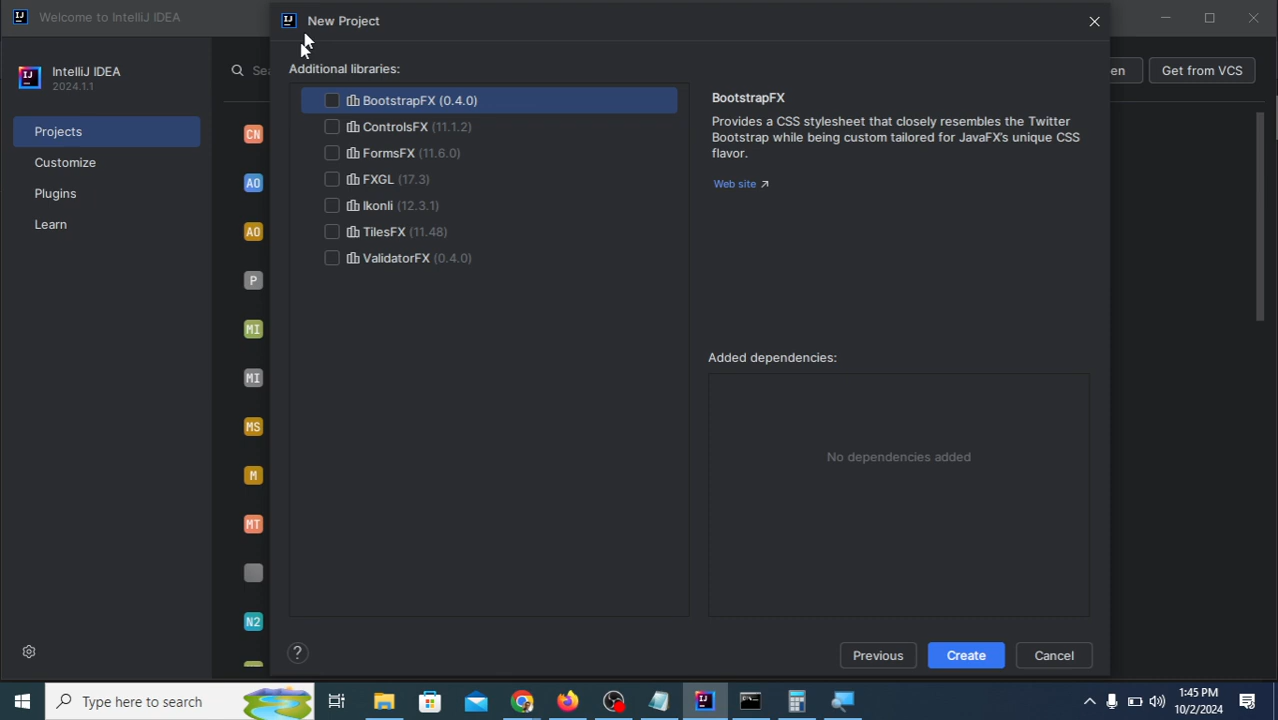 Welcome to IntelliJ IDEA
New Project
IntelliJ IDEA
2024.1.1
Projects
Customize
Plugins
Learn
Sea
en
Get from VCS
CN
AO
AO
P
MI
MI
MS
M
MT
N2
Additional libraries:
BootstrapFX (0.4.0)
ControlsFX (11.1.2)
FormsFX (11.6.0)
FXGL (17.3)
Ikonli (12.3.1)
TilesFX (11.48)
ValidatorFX (0.4.0)
BootstrapFX
Provides a CSS stylesheet that closely resembles the Twitter
Bootstrap while being custom tailored for JavaFX's unique CSS
flavor.
Web site ↗
Added dependencies:
No dependencies added
?
Previous
Create
Cancel
Type here to search
1:45 PM
10/2/2024